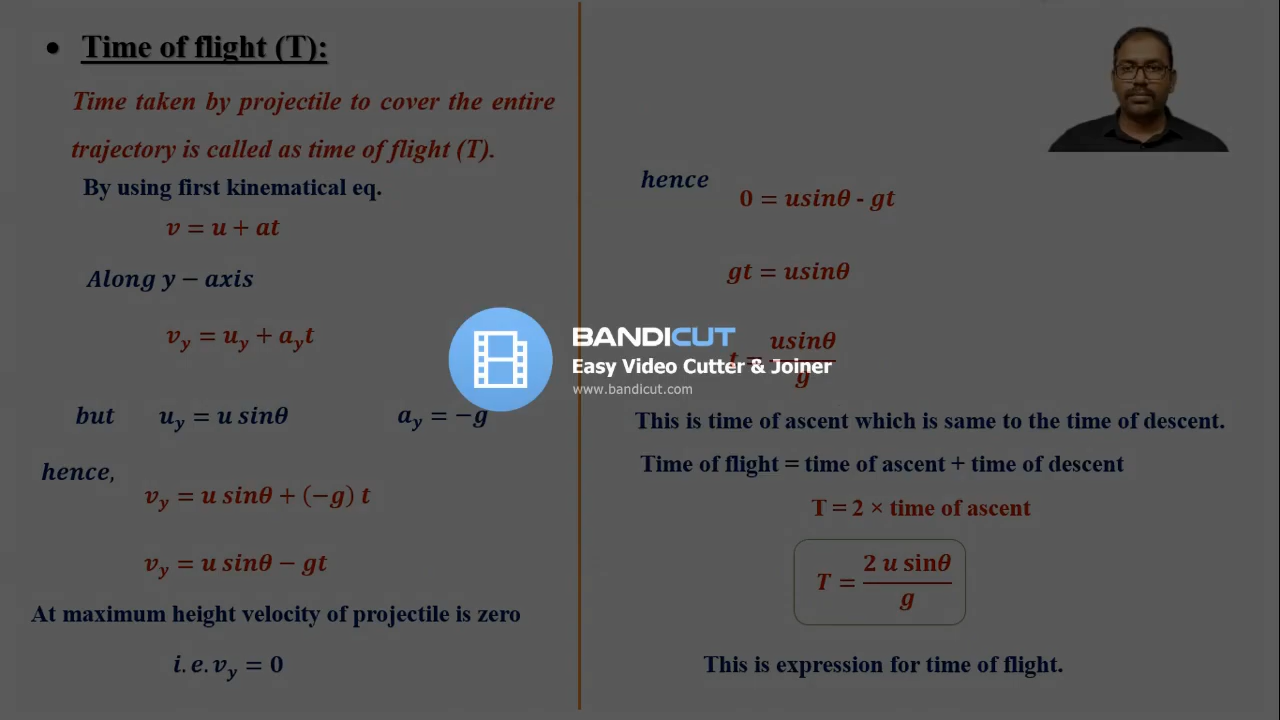 • Time of flight (T):
Time taken by projectile to cover the entire
trajectory is called as time of flight (T).
By using first kinematical eq.
v = u + at
Along y − axis
v_y = u_y + a_y t
but u_y = u sinθ a_y = −g
hence,
v_y = u sinθ + (−g) t
v_y = u sinθ − gt
At maximum height velocity of projectile is zero
i.e. v_y = 0
hence 0 = usinθ - gt
gt = usinθ
t = usinθ / g
This is time of ascent which is same to the time of descent.
Time of flight = time of ascent + time of descent
T = 2 × time of ascent
T = 2 u sinθ / g
This is expression for time of flight.
BANDICUT
Easy Video Cutter & Joiner
www.bandicut.com